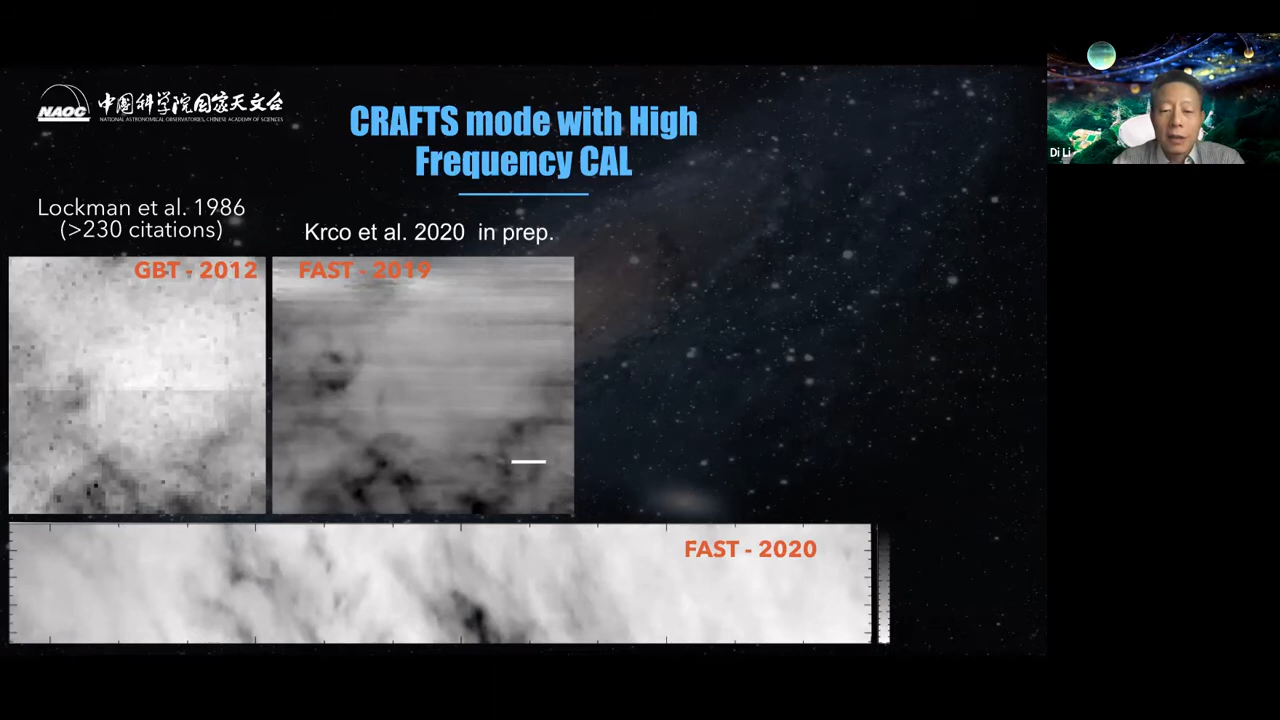 NAOC
中国科学院国家天文台
NATIONAL ASTRONOMICAL OBSERVATORIES, CHINESE ACADEMY OF SCIENCES
CRAFTS mode with High
Frequency CAL
Lockman et al. 1986
(>230 citations)
Krco et al. 2020 in prep.
GBT - 2012
FAST - 2019
FAST - 2020
Di Li